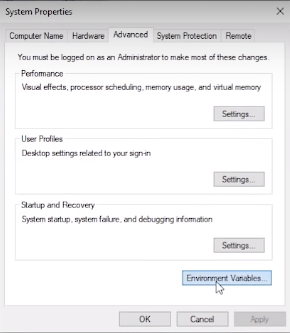 System Properties
Computer Name Hardware Advanced System Protection Remote
You must be logged on as an Administrator to make most of these changes.
Performance
Visual effects, processor scheduling, memory usage, and virtual memory
Settings...
User Profiles
Desktop settings related to your sign-in
Settings...
Startup and Recovery
System startup, system failure, and debugging information
Settings...
Environment Variables...
OK Cancel Apply